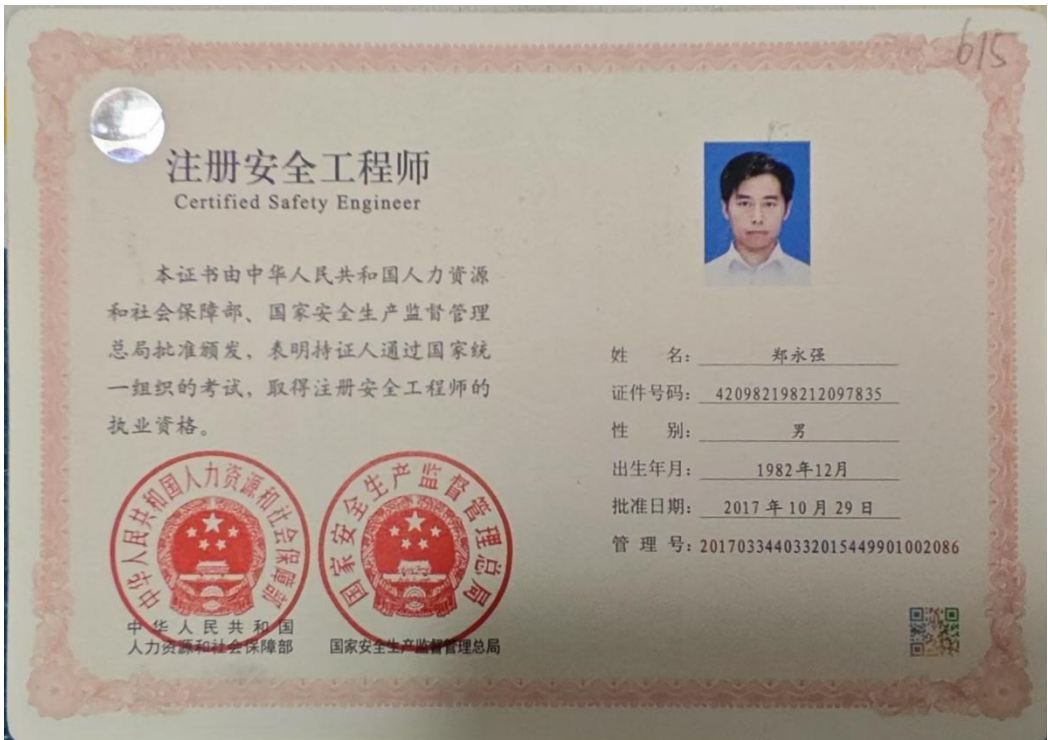 615
注册安全工程师
Certified Safety Engineer
本证书由中华人民共和国人力资源
和社会保障部、国家安全生产监督管理
总局批准颁发，表明持证人通过国家统
一组织的考试，取得注册安全工程师的
执业资格。
中华人民共和国人力资源和社会保障部
国家安全生产监督管理总局
中华人民共和国
人力资源和社会保障部
国家安全生产监督管理总局
姓 名： 郑永强
证件号码： 420982198212097835
性 别： 男
出生年月： 1982年12月
批准日期： 2017年10月29日
管 理 号：2017033440332015449901002086